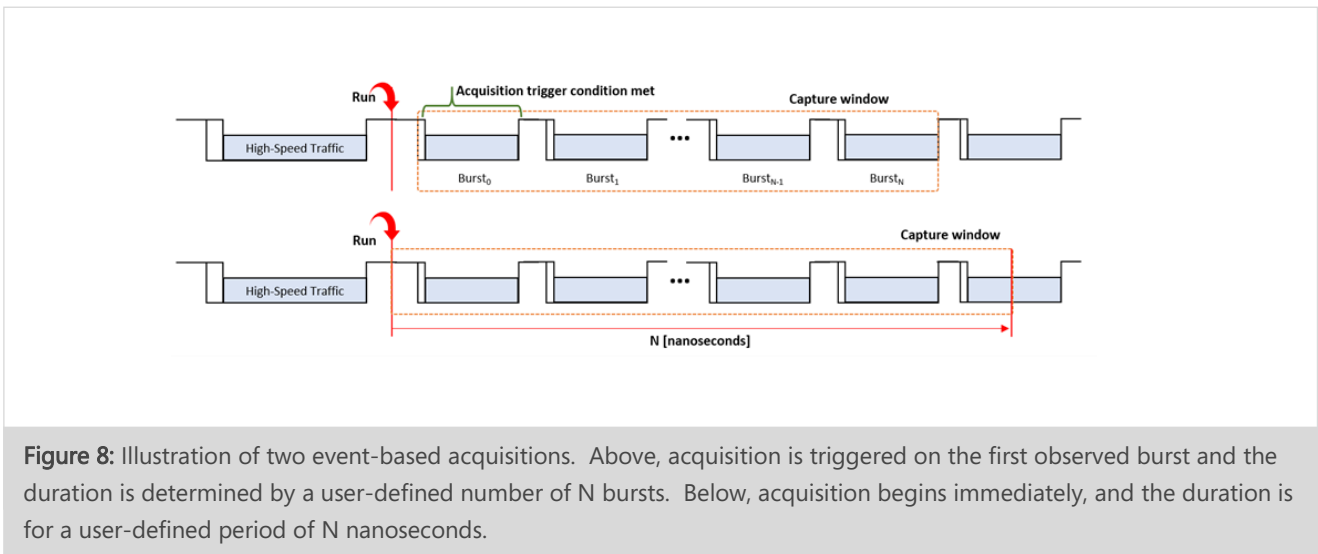 Run
Acquisition trigger condition met
Capture window
High-Speed Traffic
•••
Burst0
Burst1
BurstN-1
BurstN
Run
Capture window
High-Speed Traffic
•••
N [nanoseconds]
Figure 8: Illustration of two event-based acquisitions. Above, acquisition is triggered on the first observed burst and the
duration is determined by a user-defined number of N bursts. Below, acquisition begins immediately, and the duration is
for a user-defined period of N nanoseconds.